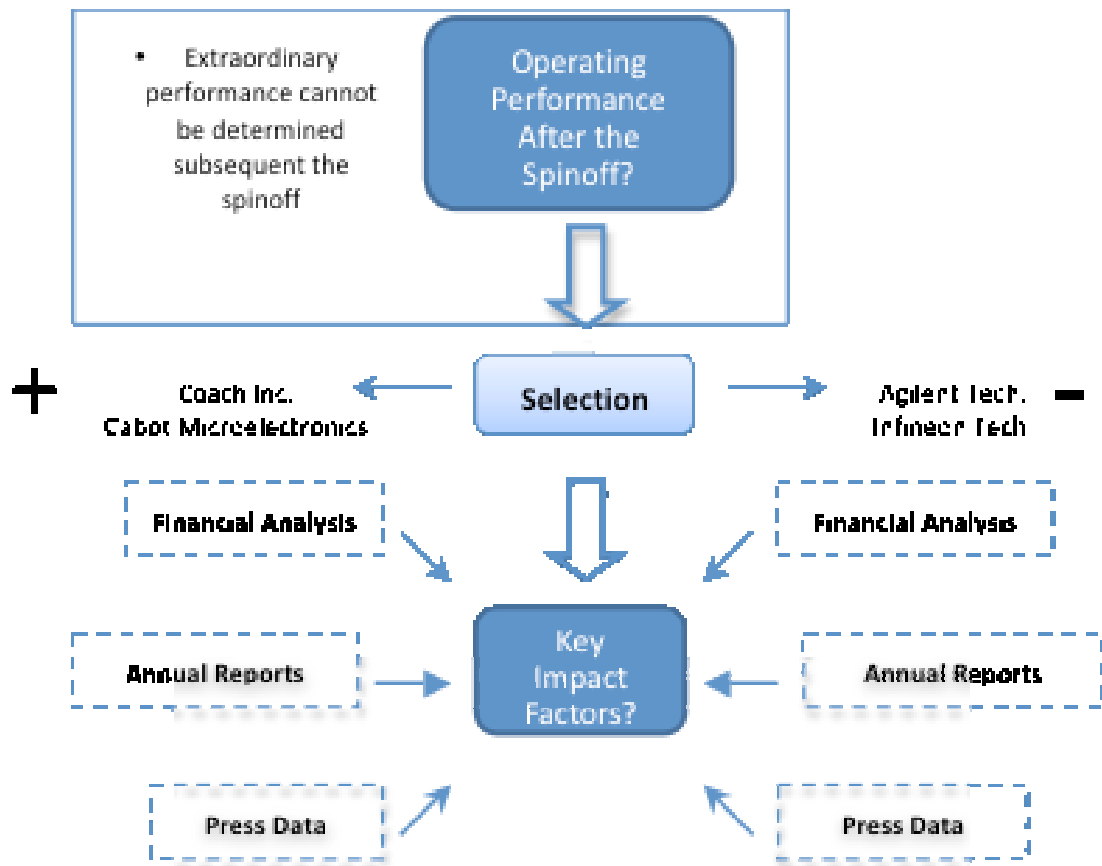 • Extraordinary
performance cannot
be determined
subsequent the
spinoff
Operating
Performance
After the
Spinoff?
+
Coach Inc.
Cabot Microelectronics
Selection
Agilent Tech.
Infineon Tech
-
Financial Analysis
Financial Analysis
Key
Impact
Factors?
Annual Reports
Annual Reports
Press Data
Press Data